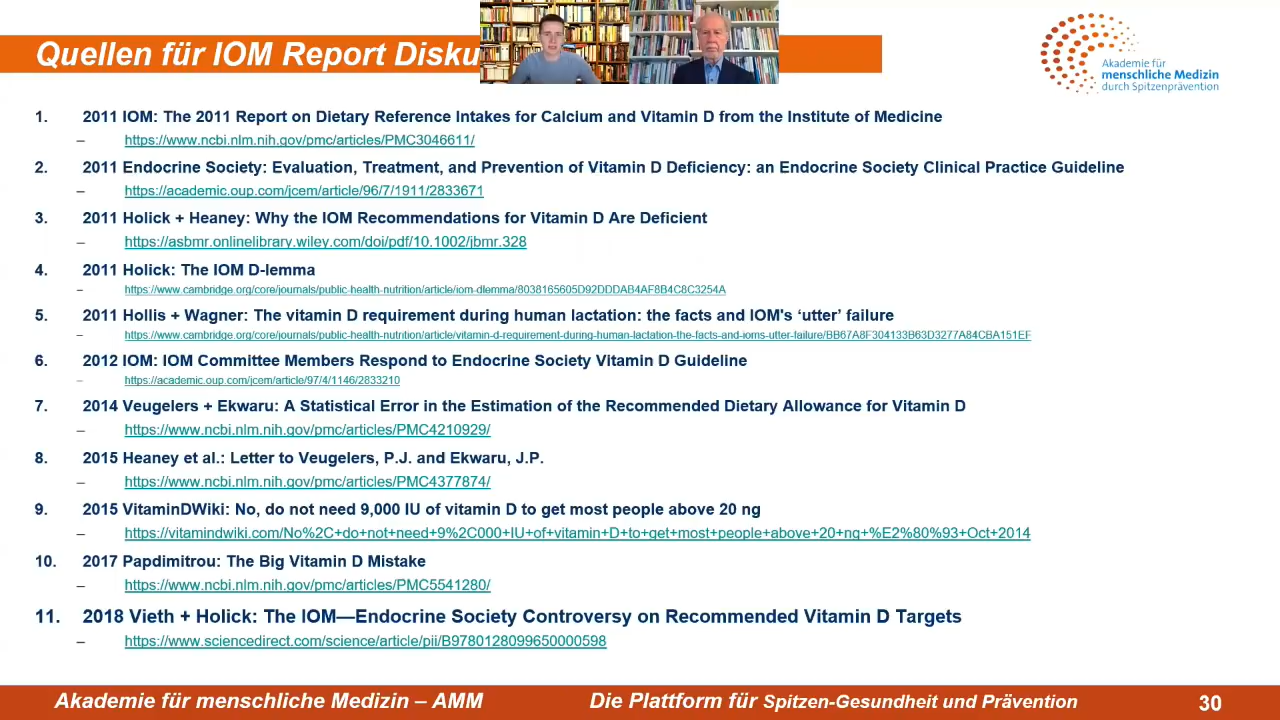 Quellen für IOM Report Disku
Akademie für
menschliche Medizin
durch Spitzenprävention
1. 2011 IOM: The 2011 Report on Dietary Reference Intakes for Calcium and Vitamin D from the Institute of Medicine
– https://www.ncbi.nlm.nih.gov/pmc/articles/PMC3046611/
2. 2011 Endocrine Society: Evaluation, Treatment, and Prevention of Vitamin D Deficiency: an Endocrine Society Clinical Practice Guideline
– https://academic.oup.com/jcem/article/96/7/1911/2833671
3. 2011 Holick + Heaney: Why the IOM Recommendations for Vitamin D Are Deficient
– https://asbmr.onlinelibrary.wiley.com/doi/pdf/10.1002/jbmr.328
4. 2011 Holick: The IOM D-lemma
– https://www.cambridge.org/core/journals/public-health-nutrition/article/iom-dlemma/8038165605D92DDDAB4AF8B4C8C3254A
5. 2011 Hollis + Wagner: The vitamin D requirement during human lactation: the facts and IOM's ‘utter’ failure
– https://www.cambridge.org/core/journals/public-health-nutrition/article/vitamin-d-requirement-during-human-lactation-the-facts-and-ioms-utter-failure/BB67A8F304133B63D3277A84CBA151EF
6. 2012 IOM: IOM Committee Members Respond to Endocrine Society Vitamin D Guideline
– https://academic.oup.com/jcem/article/97/4/1146/2833210
7. 2014 Veugelers + Ekwaru: A Statistical Error in the Estimation of the Recommended Dietary Allowance for Vitamin D
– https://www.ncbi.nlm.nih.gov/pmc/articles/PMC4210929/
8. 2015 Heaney et al.: Letter to Veugelers, P.J. and Ekwaru, J.P.
– https://www.ncbi.nlm.nih.gov/pmc/articles/PMC4377874/
9. 2015 VitaminDWiki: No, do not need 9,000 IU of vitamin D to get most people above 20 ng
– https://vitamindwiki.com/No%2C+do+not+need+9%2C000+IU+of+vitamin+D+to+get+most+people+above+20+ng+%E2%80%93+Oct+2014
10. 2017 Papdimitrou: The Big Vitamin D Mistake
– https://www.ncbi.nlm.nih.gov/pmc/articles/PMC5541280/
11. 2018 Vieth + Holick: The IOM—Endocrine Society Controversy on Recommended Vitamin D Targets
– https://www.sciencedirect.com/science/article/pii/B9780128099650000598
Akademie für menschliche Medizin – AMM Die Plattform für Spitzen-Gesundheit und Prävention 30